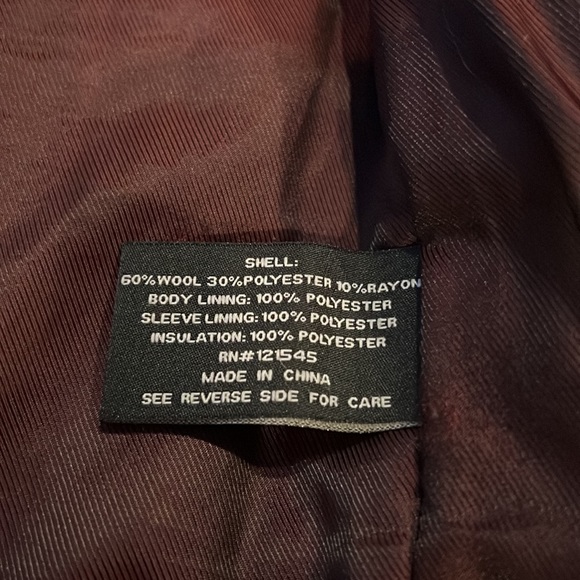 SHELL:
60%WOOL 30%POLYESTER 10%RAYON
BODY LINING: 100% POLYESTER
SLEEVE LINING: 100% POLYESTER
INSULATION: 100% POLYESTER
RN#121545
MADE IN CHINA
SEE REVERSE SIDE FOR CARE